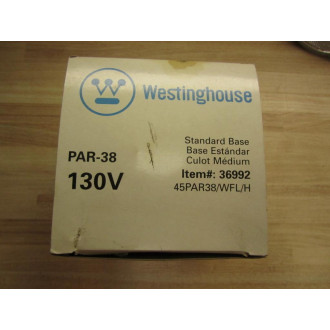 Westinghouse
Standard Base
Base Estándar
Culot Médium
PAR-38
130V
Item#: 36992
45PAR38/WFL/H